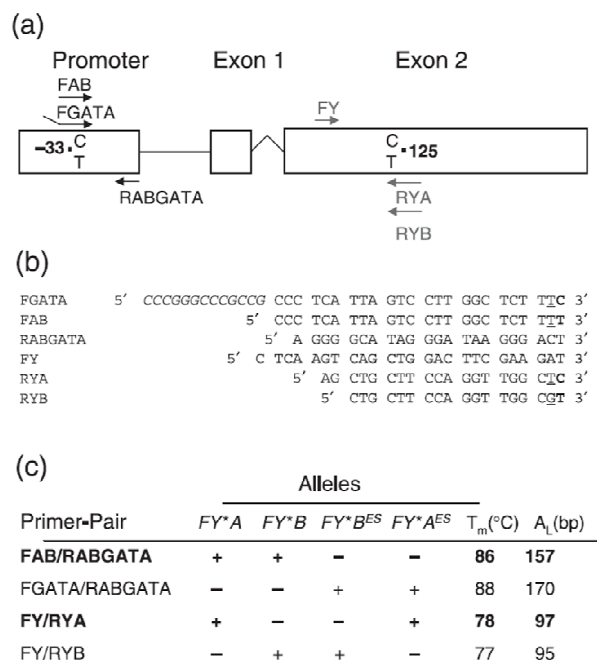 (a)
Promoter Exon 1 Exon 2
FAB
FGATA FY
–33 C T C T 125
RABGATA RYA
RYB
(b)
FGATA 5′ CCCGGGCCCGCCG CCC TCA TTA GTC CTT GGC TCT TTC 3′
FAB 5′ CCC TCA TTA GTC CTT GGC TCT TTT 3′
RABGATA 5′ A GGG GCA TAG GGA TAA GGG ACT 3′
FY 5′ C TCA AGT CAG CTG GAC TTC GAA GAT 3′
RYA 5′ AG CTG CTT CCA GGT TGG CTC 3′
RYB 5′ CTG CTT CCA GGT TGG CGT 3′
(c)
Alleles
Primer-Pair FY*A FY*B FY*B^ES FY*A^ES Tm(°C) AL(bp)
FAB/RABGATA + + – – 86 157
FGATA/RABGATA – – + + 88 170
FY/RYA + – – + 78 97
FY/RYB – + + – 77 95